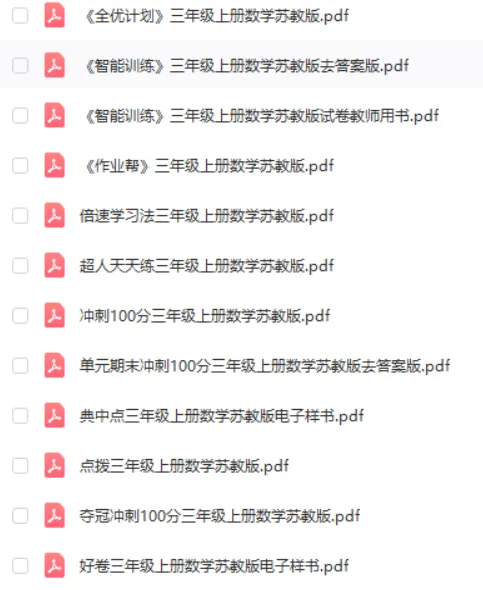 《全优计划》三年级上册数学苏教版.pdf
《智能训练》三年级上册数学苏教版去答案版.pdf
《智能训练》三年级上册数学苏教版试卷教师用书.pdf
《作业帮》三年级上册数学苏教版.pdf
倍速学习法三年级上册数学苏教版.pdf
超人天天练三年级上册数学苏教版.pdf
冲刺100分三年级上册数学苏教版.pdf
单元期末冲刺100分三年级上册数学苏教版去答案版.pdf
典中点三年级上册数学苏教版电子样书.pdf
点拨三年级上册数学苏教版.pdf
夺冠冲刺100分三年级上册数学苏教版.pdf
好卷三年级上册数学苏教版电子样书.pdf